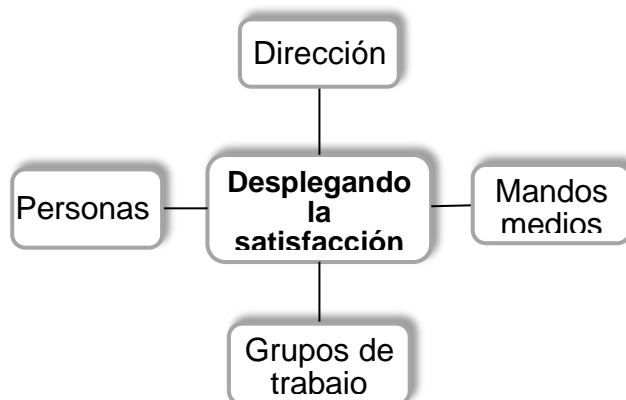 Dirección
Personas
Desplegando
la
satisfacción
Mandos
medios
Grupos de
trabajo